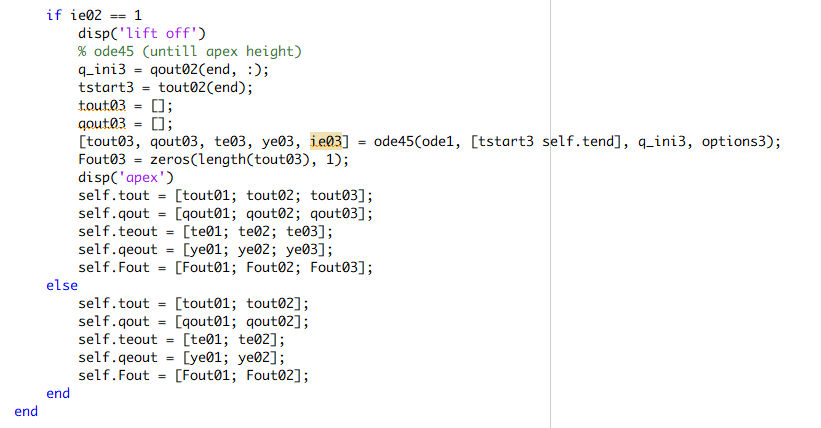 if ie02 == 1
disp('lift off')
% ode45 (untill apex height)
q_ini3 = qout02(end, :);
tstart3 = tout02(end);
tout03 = [];
qout03 = [];
[tout03, qout03, te03, ye03, ie03] = ode45(ode1, [tstart3 self.tend], q_ini3, options3);
Fout03 = zeros(length(tout03), 1);
disp('apex')
self.tout = [tout01; tout02; tout03];
self.qout = [qout01; qout02; qout03];
self.teout = [te01; te02; te03];
self.qeout = [ye01; ye02; ye03];
self.Fout = [Fout01; Fout02; Fout03];
else
self.tout = [tout01; tout02];
self.qout = [qout01; qout02];
self.teout = [te01; te02];
self.qeout = [ye01; ye02];
self.Fout = [Fout01; Fout02];
end
end